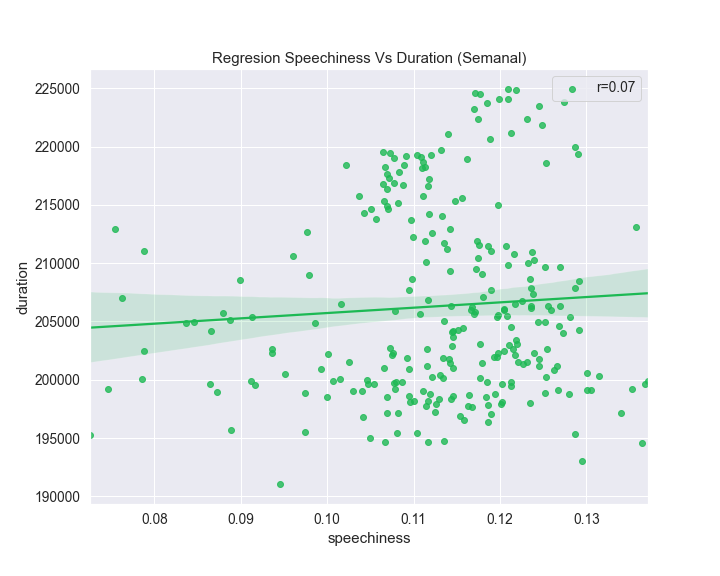 Regresion Speechiness Vs Duration (Semanal)
r=0.07
duration
225000
220000
215000
210000
205000
200000
195000
190000
0.08 0.09 0.10 0.11 0.12 0.13
speechiness